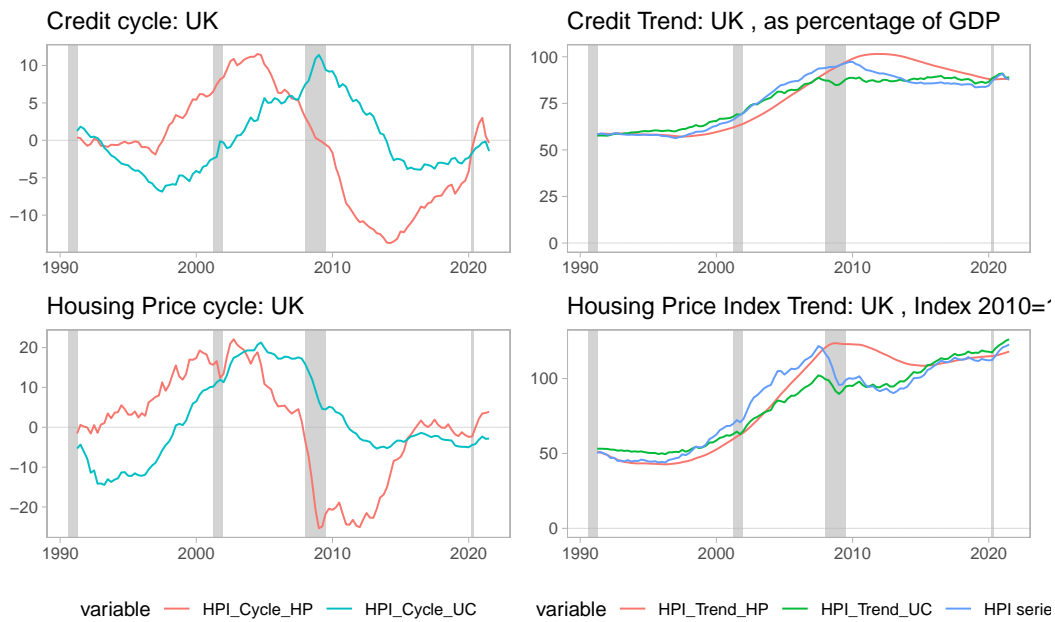 Credit cycle: UK
10
5
0
−5
−10
1990 2000 2010 2020
Credit Trend: UK , as percentage of GDP
100
75
50
25
0
1990 2000 2010 2020
Housing Price cycle: UK
20
10
0
−10
−20
1990 2000 2010 2020
Housing Price Index Trend: UK , Index 2010=1
100
50
0
1990 2000 2010 2020
variable HPI_Cycle_HP HPI_Cycle_UC
variable HPI_Trend_HP HPI_Trend_UC HPI serie